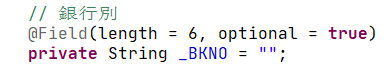 // 銀行別
@Field(length = 6, optional = true)
private String _BKNO = "";